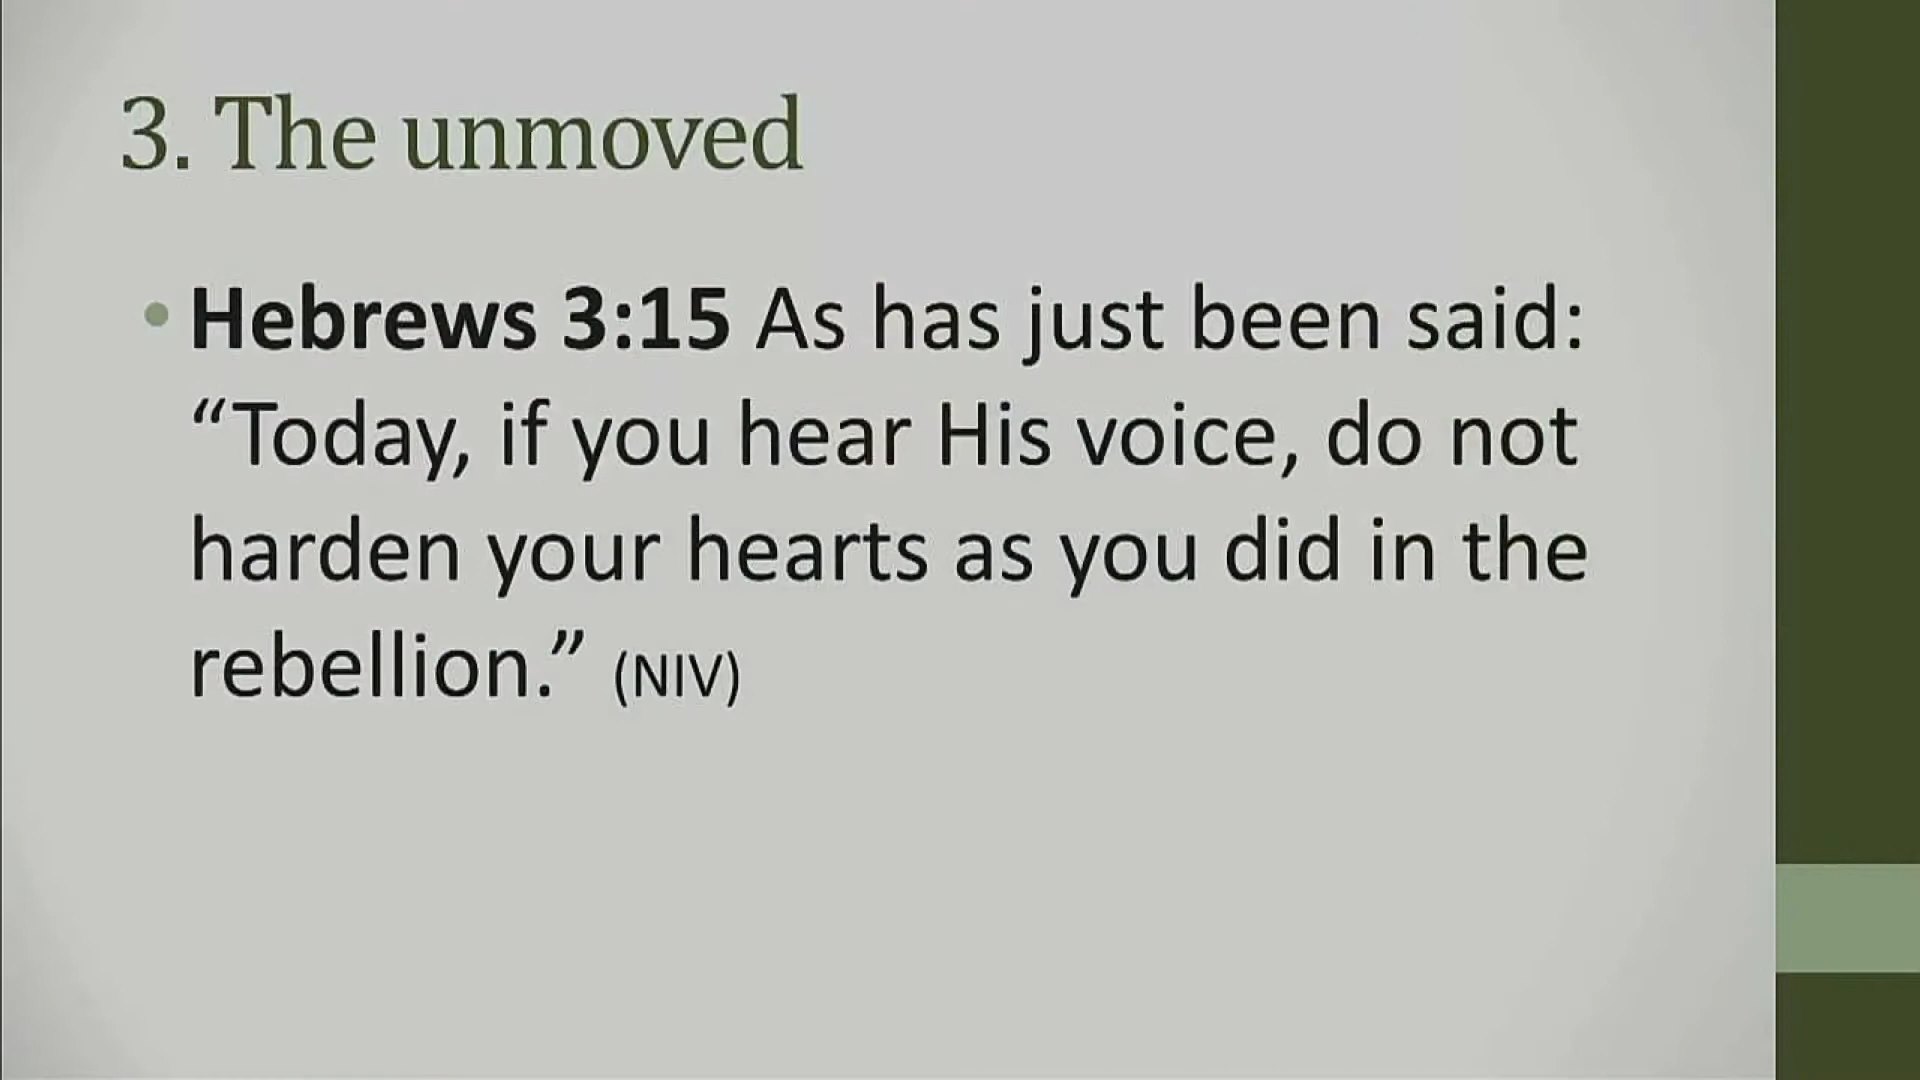 3. The unmoved
• Hebrews 3:15 As has just been said:
“Today, if you hear His voice, do not
harden your hearts as you did in the
rebellion.” (NIV)